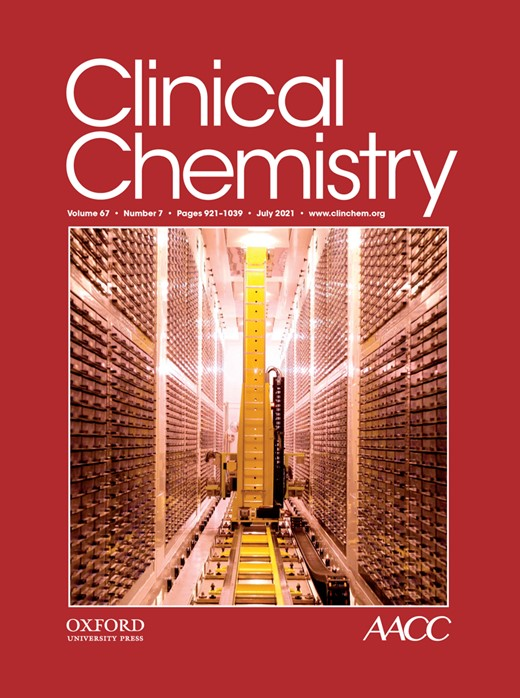 Clinical
Chemistry
Volume 67 • Number 7 • Pages 921–1039 • July 2021 • www.clinchem.org
OXFORD
UNIVERSITY PRESS
AACC